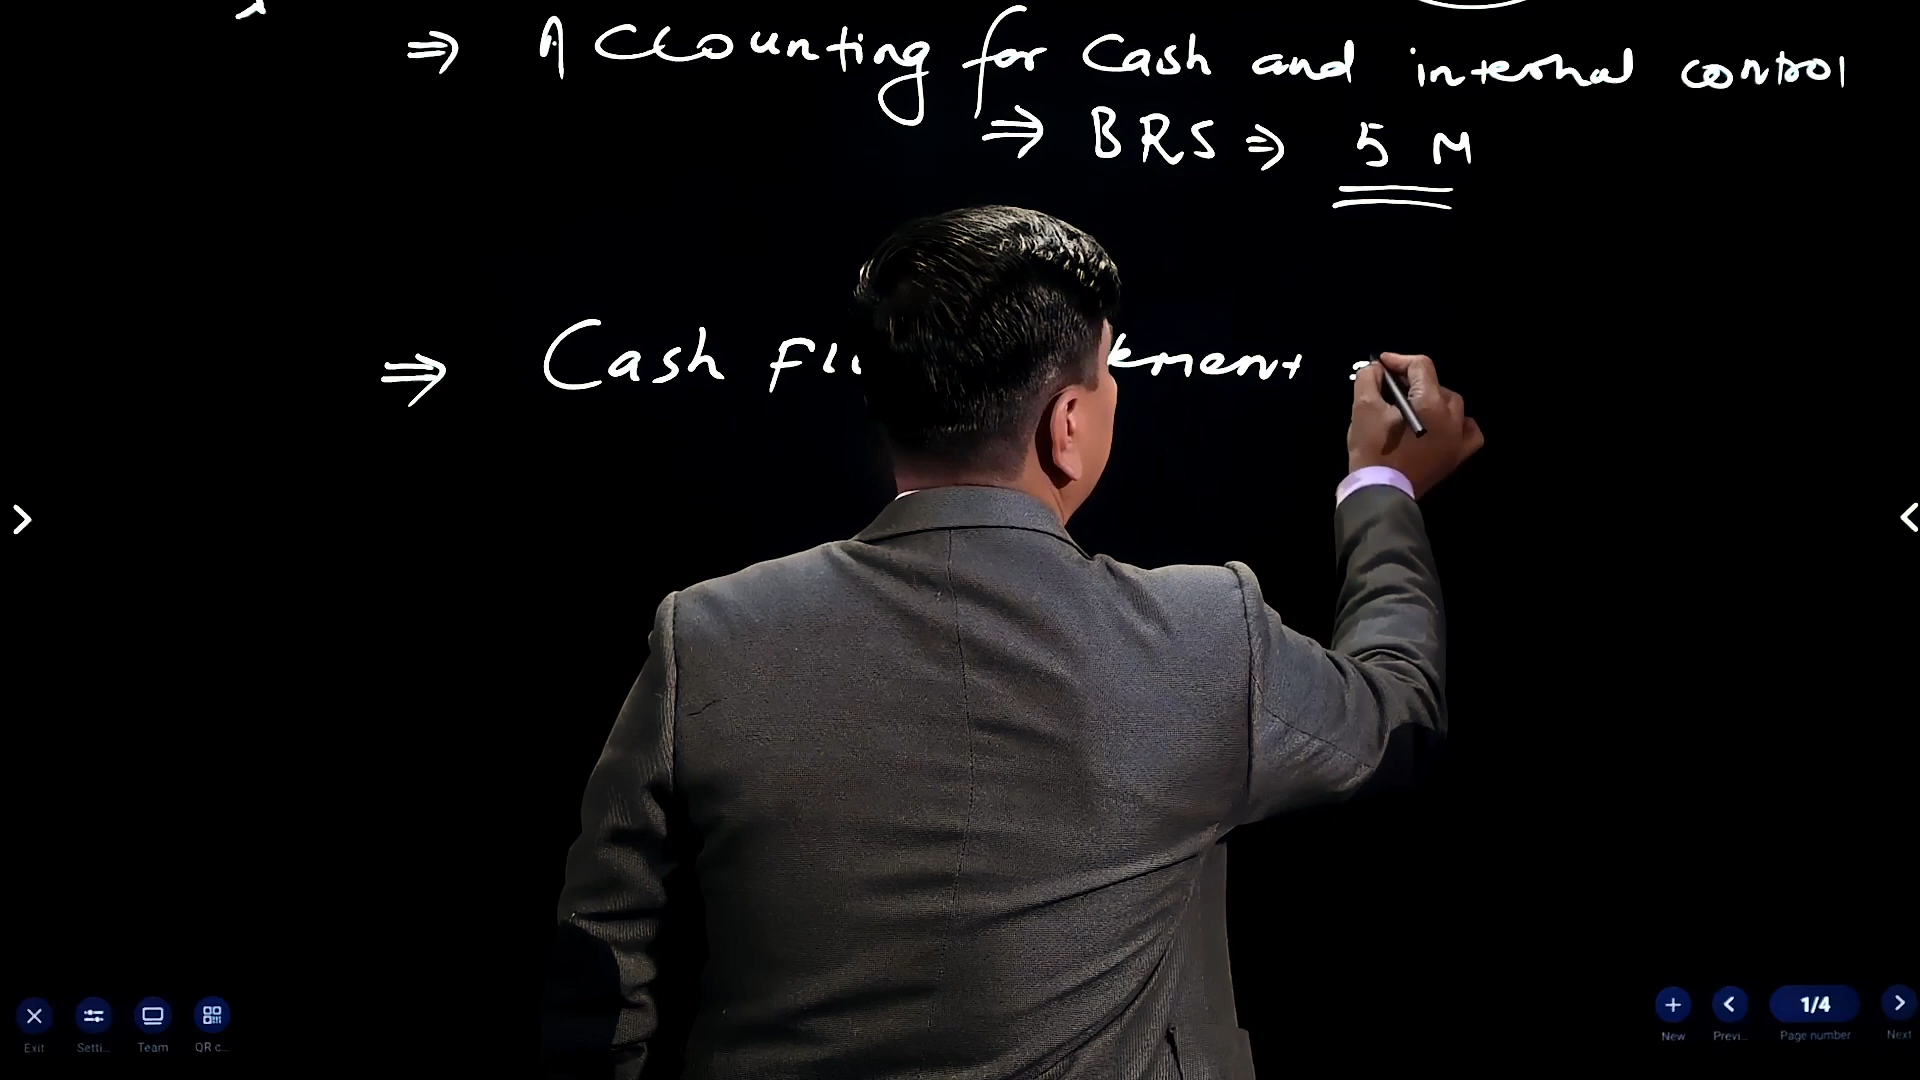 ⇒ Accounting for Cash and internal control
⇒ BRS ⇒ 5 M
⇒ Cash
Exit
Setti...
Team
QR c...
New
Previ...
1/4
Page number
Next